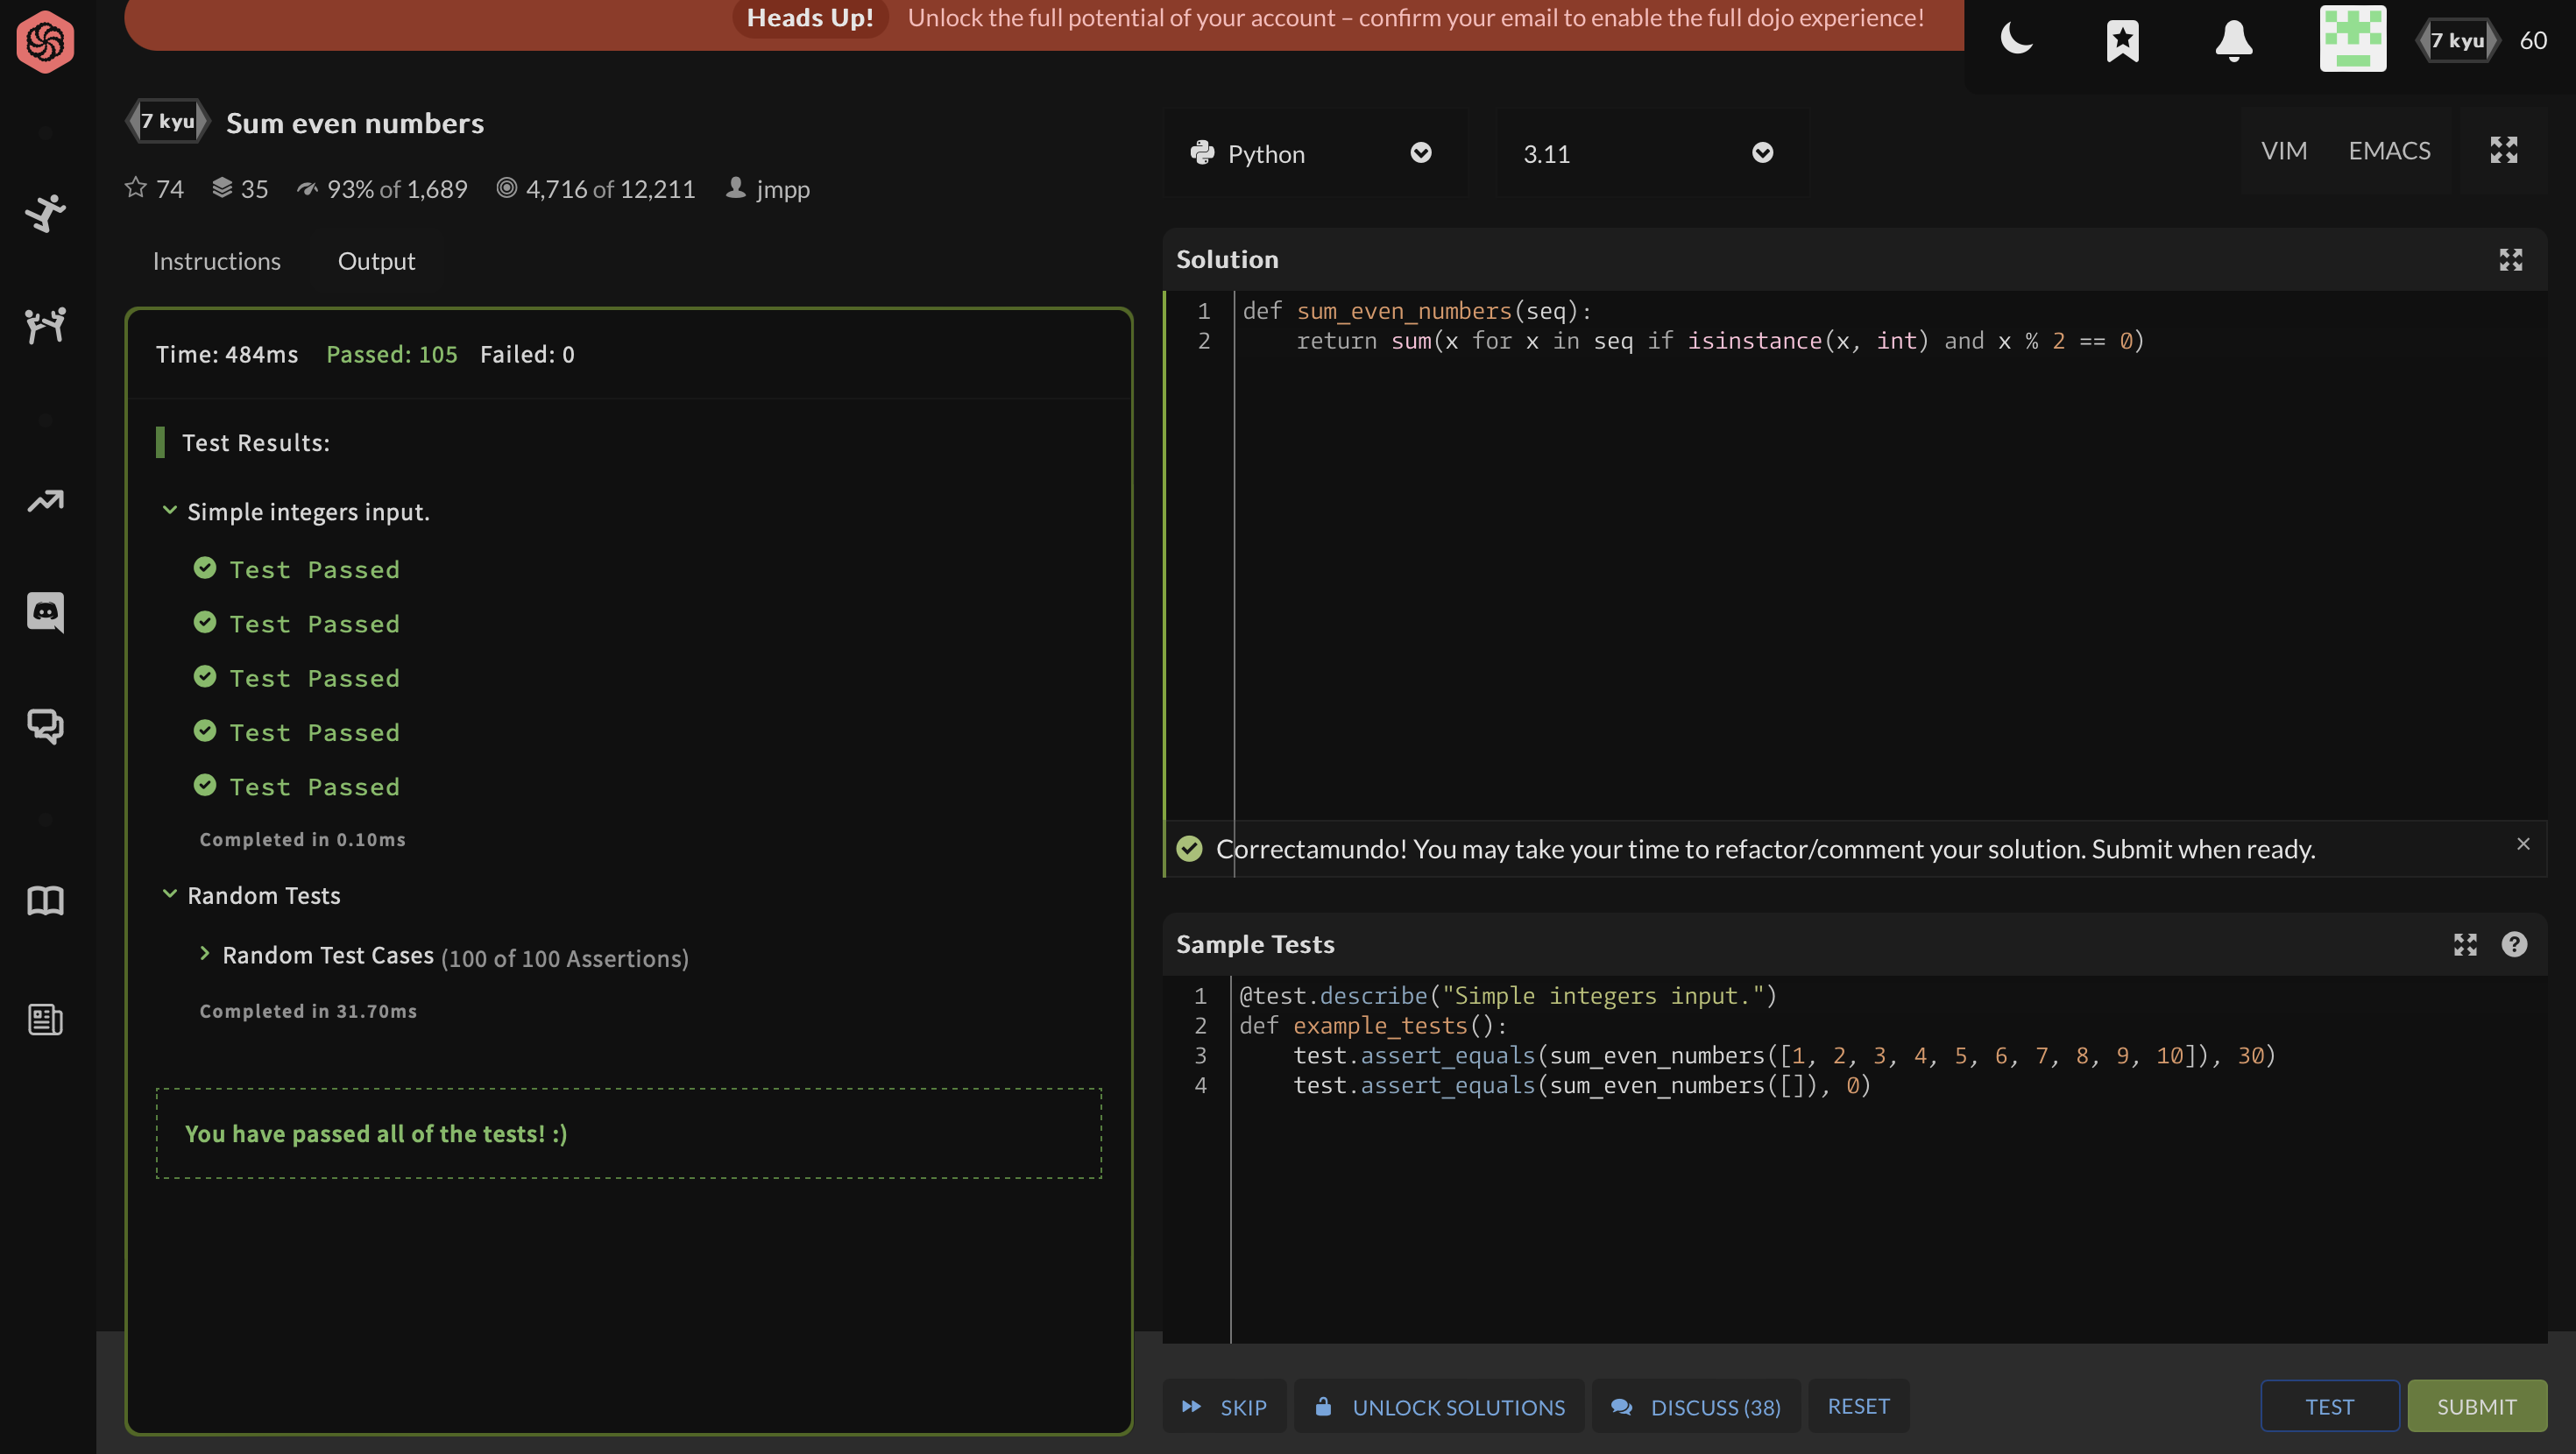 Heads Up! Unlock the full potential of your account – confirm your email to enable the full dojo experience!
7 kyu 60
7 kyu Sum even numbers
74 35 93% of 1,689 4,716 of 12,211 jmpp
Instructions Output
Time: 484ms Passed: 105 Failed: 0
Test Results:
Simple integers input.
Test Passed
Test Passed
Test Passed
Test Passed
Test Passed
Completed in 0.10ms
Random Tests
Random Test Cases (100 of 100 Assertions)
Completed in 31.70ms
You have passed all of the tests! :)
Python 3.11 VIM EMACS
Solution
1 def sum_even_numbers(seq):
2     return sum(x for x in seq if isinstance(x, int) and x % 2 == 0)
Correctamundo! You may take your time to refactor/comment your solution. Submit when ready. ×
Sample Tests ?
1 @test.describe("Simple integers input.")
2 def example_tests():
3     test.assert_equals(sum_even_numbers([1, 2, 3, 4, 5, 6, 7, 8, 9, 10]), 30)
4     test.assert_equals(sum_even_numbers([]), 0)
SKIP UNLOCK SOLUTIONS DISCUSS (38) RESET TEST SUBMIT